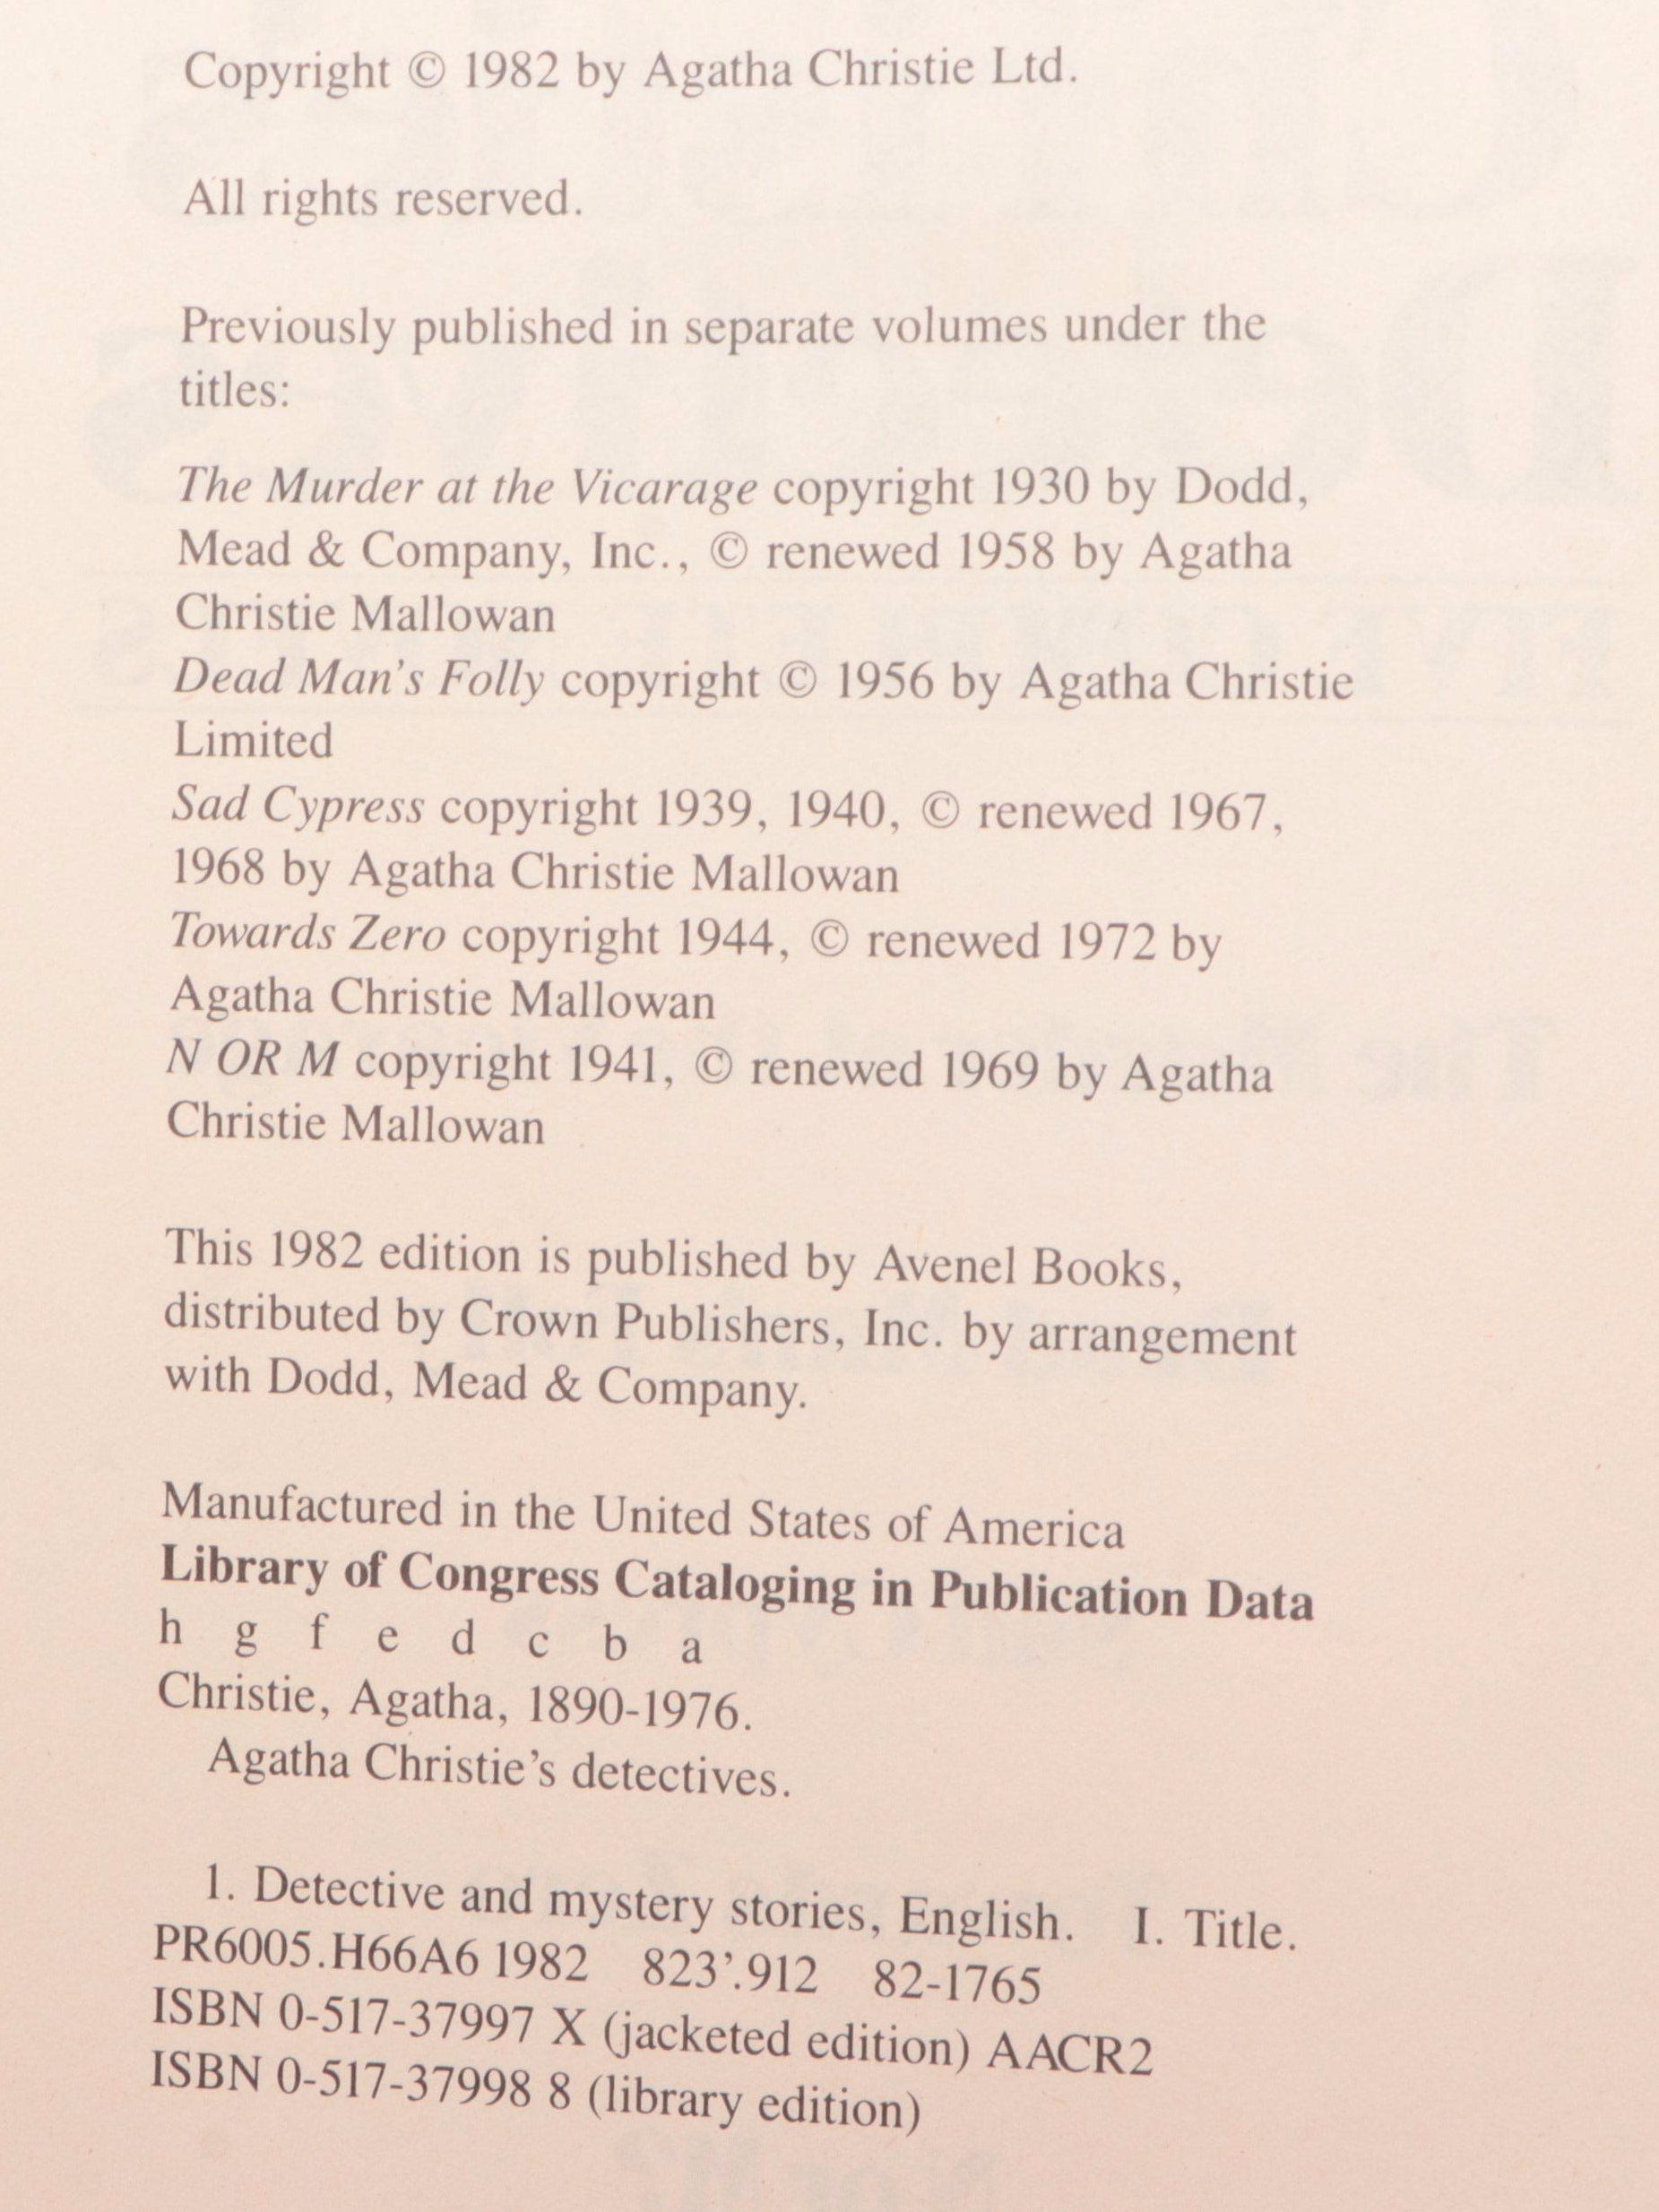 Copyright © 1982 by Agatha Christie Ltd.
All rights reserved.
Previously published in separate volumes under the
titles:
The Murder at the Vicarage copyright 1930 by Dodd,
Mead & Company, Inc., © renewed 1958 by Agatha
Christie Mallowan
Dead Man's Folly copyright © 1956 by Agatha Christie
Limited
Sad Cypress copyright 1939, 1940, © renewed 1967,
1968 by Agatha Christie Mallowan
Towards Zero copyright 1944, © renewed 1972 by
Agatha Christie Mallowan
N OR M copyright 1941, © renewed 1969 by Agatha
Christie Mallowan
This 1982 edition is published by Avenel Books,
distributed by Crown Publishers, Inc. by arrangement
with Dodd, Mead & Company.
Manufactured in the United States of America
Library of Congress Cataloging in Publication Data
h g f e d c b a
Christie, Agatha, 1890-1976.
Agatha Christie's detectives.
1. Detective and mystery stories, English. I. Title.
PR6005.H66A6 1982 823'.912 82-1765
ISBN 0-517-37997 X (jacketed edition) AACR2
ISBN 0-517-37998 8 (library edition)